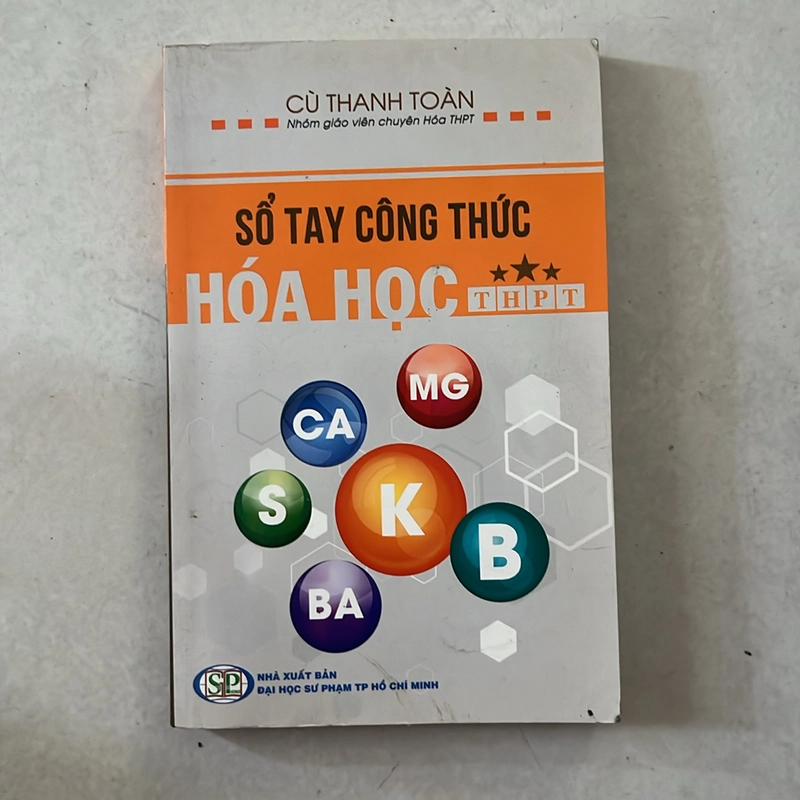 CÙ THANH TOÀN
Nhóm giáo viên chuyên Hóa THPT
SỔ TAY CÔNG THỨC
HÓA HỌC THPT
MG
CA
S
K
B
BA
SP
NHÀ XUẤT BẢN
ĐẠI HỌC SƯ PHẠM TP HỒ CHÍ MINH